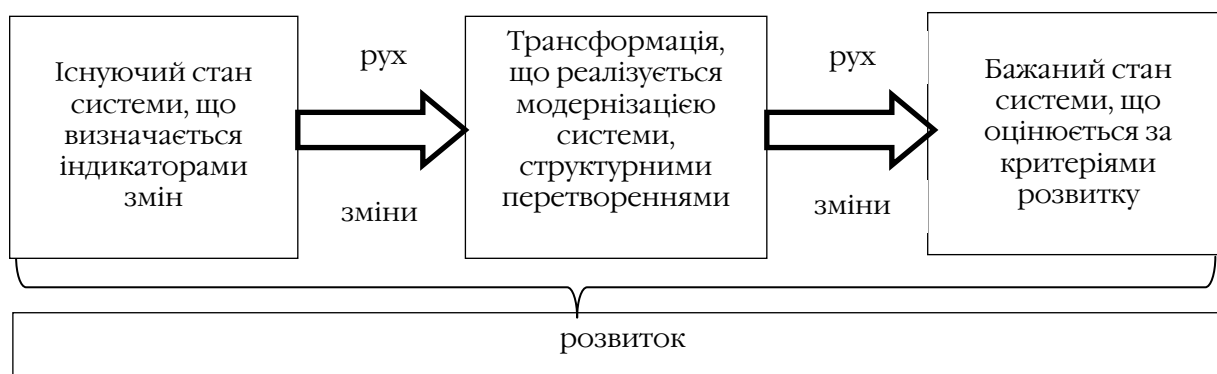 Існуючий стан
системи, що
визначається
індикаторами
змін
рух
зміни
Трансформація,
що реалізується
модернізацією
системи,
структурними
перетвореннями
рух
зміни
Бажаний стан
системи, що
оцінюється за
критеріями
розвитку
розвиток